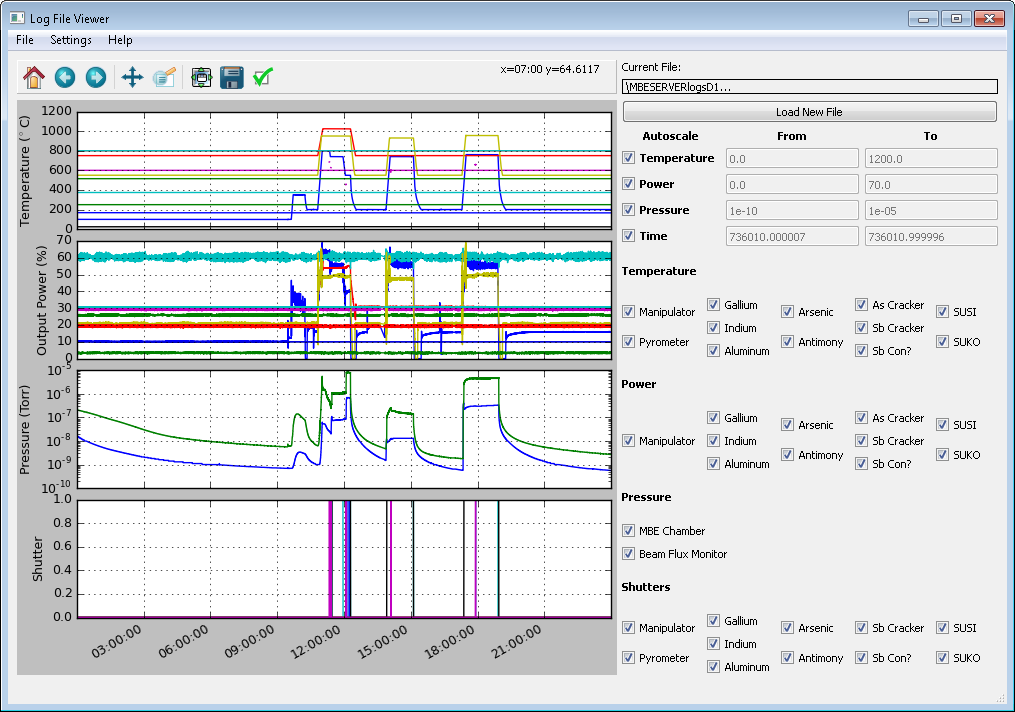 Log File Viewer
File Settings Help
x=07:00 y=64.6117
Current File:
\MBESERVERlogsD1...
Load New File
Autoscale From To
Temperature 0.0 1200.0
Power 0.0 70.0
Pressure 1e-10 1e-05
Time 736010.000007 736010.999996
Temperature (°C)
1200
1000
800
600
400
200
0
Output Power (%)
70
60
50
40
30
20
10
0
Pressure (Torr)
10^-5
10^-6
10^-7
10^-8
10^-9
10^-10
Shutter
1.0
0.8
0.6
0.4
0.2
0.0
03:00:00 06:00:00 09:00:00 12:00:00 15:00:00 18:00:00 21:00:00
Temperature
Gallium As Cracker
Manipulator Arsenic SUSI
Indium Sb Cracker
Pyrometer Antimony SUKO
Aluminum Sb Con?
Power
Gallium As Cracker
Arsenic SUSI
Manipulator Indium Sb Cracker
Antimony SUKO
Aluminum Sb Con?
Pressure
MBE Chamber
Beam Flux Monitor
Shutters
Gallium
Manipulator Arsenic Sb Cracker SUSI
Indium
Pyrometer Antimony Sb Con? SUKO
Aluminum